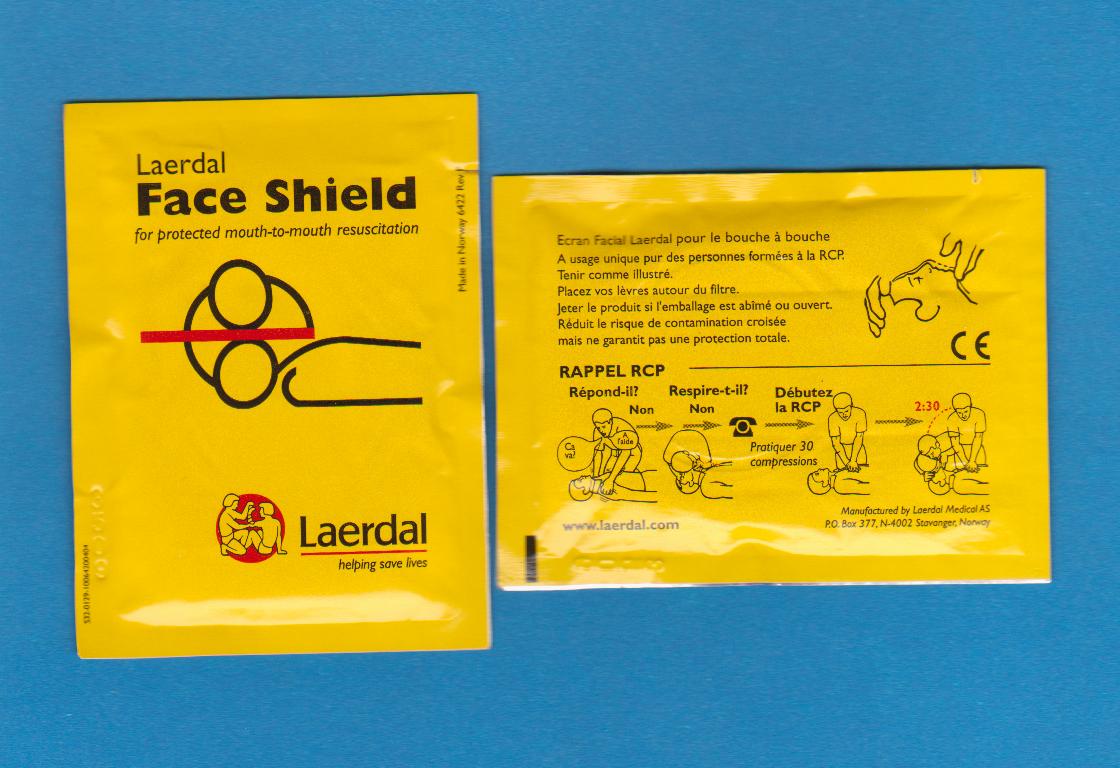 Laerdal
Face Shield
for protected mouth-to-mouth resuscitation
Made in Norway 6422 Rev
Laerdal
helping save lives
Ecran Facial Laerdal pour le bouche à bouche
A usage unique pur des personnes formées à la RCP.
Tenir comme illustré.
Placez vos lèvres autour du filtre.
Jeter le produit si l'emballage est abîmé ou ouvert.
Réduit le risque de contamination croisée
mais ne garantit pas une protection totale.
CE
RAPPEL RCP
Répond-il?
Respire-t-il?
Débutez
la RCP
Non
Non
2:30
Ca
va?
A
l'aide
Pratiquer 30
compressions
www.laerdal.com
Manufactured by Laerdal Medical AS
P.O. Box 377, N-4002 Stavanger, Norway